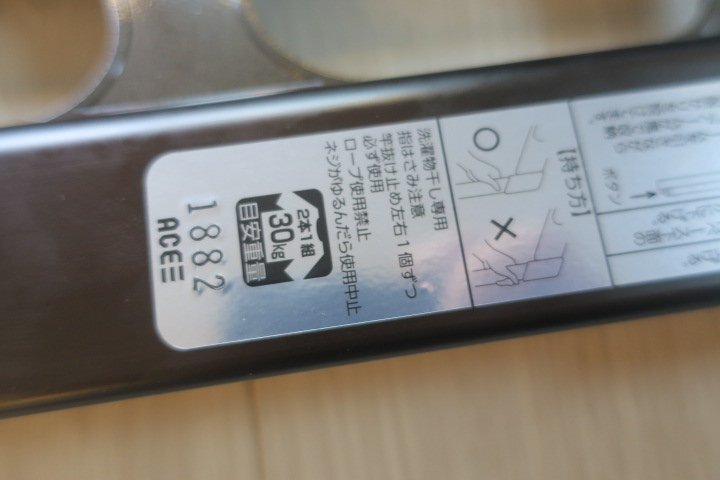 【持ち方】
ボタン
洗濯物干し専用
指はさみ注意
竿抜け止め左右1個ずつ
必ず使用
ロープ使用禁止
ネジがゆるんだら使用中止
2本1組
30kg
目安重量
1882
ACE